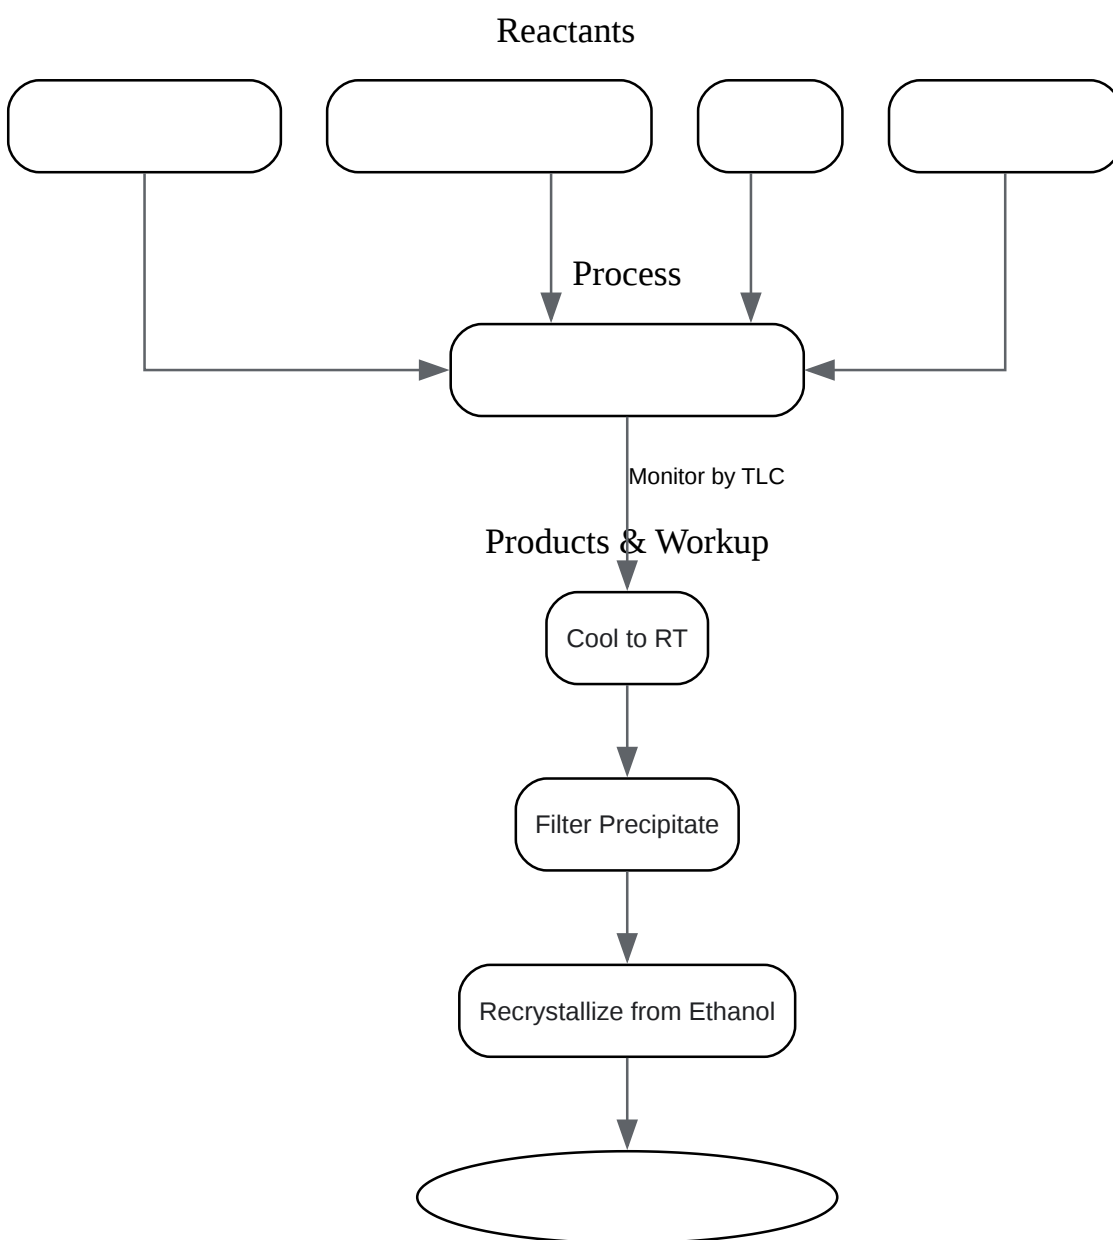 Reactants
Process
Monitor by TLC
Products & Workup
Cool to RT
Filter Precipitate
Recrystallize from Ethanol